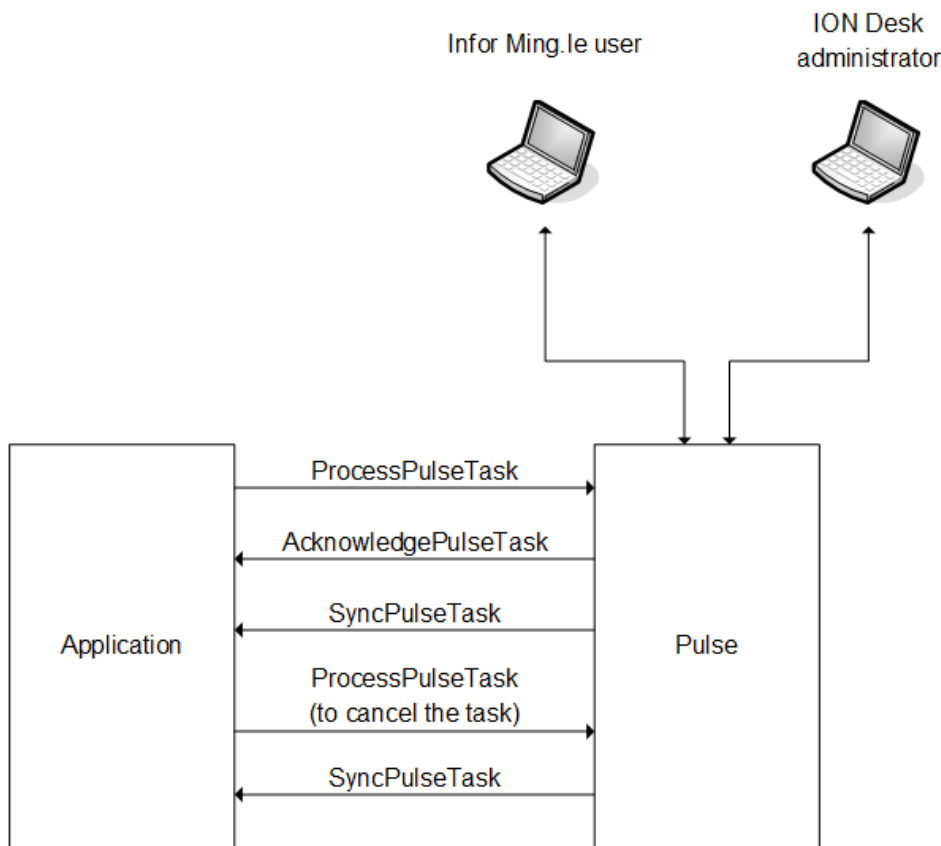 Infor Ming.le user
ION Desk
administrator
ProcessPulseTask
AcknowledgePulseTask
SyncPulseTask
Application
Pulse
ProcessPulseTask
(to cancel the task)
SyncPulseTask